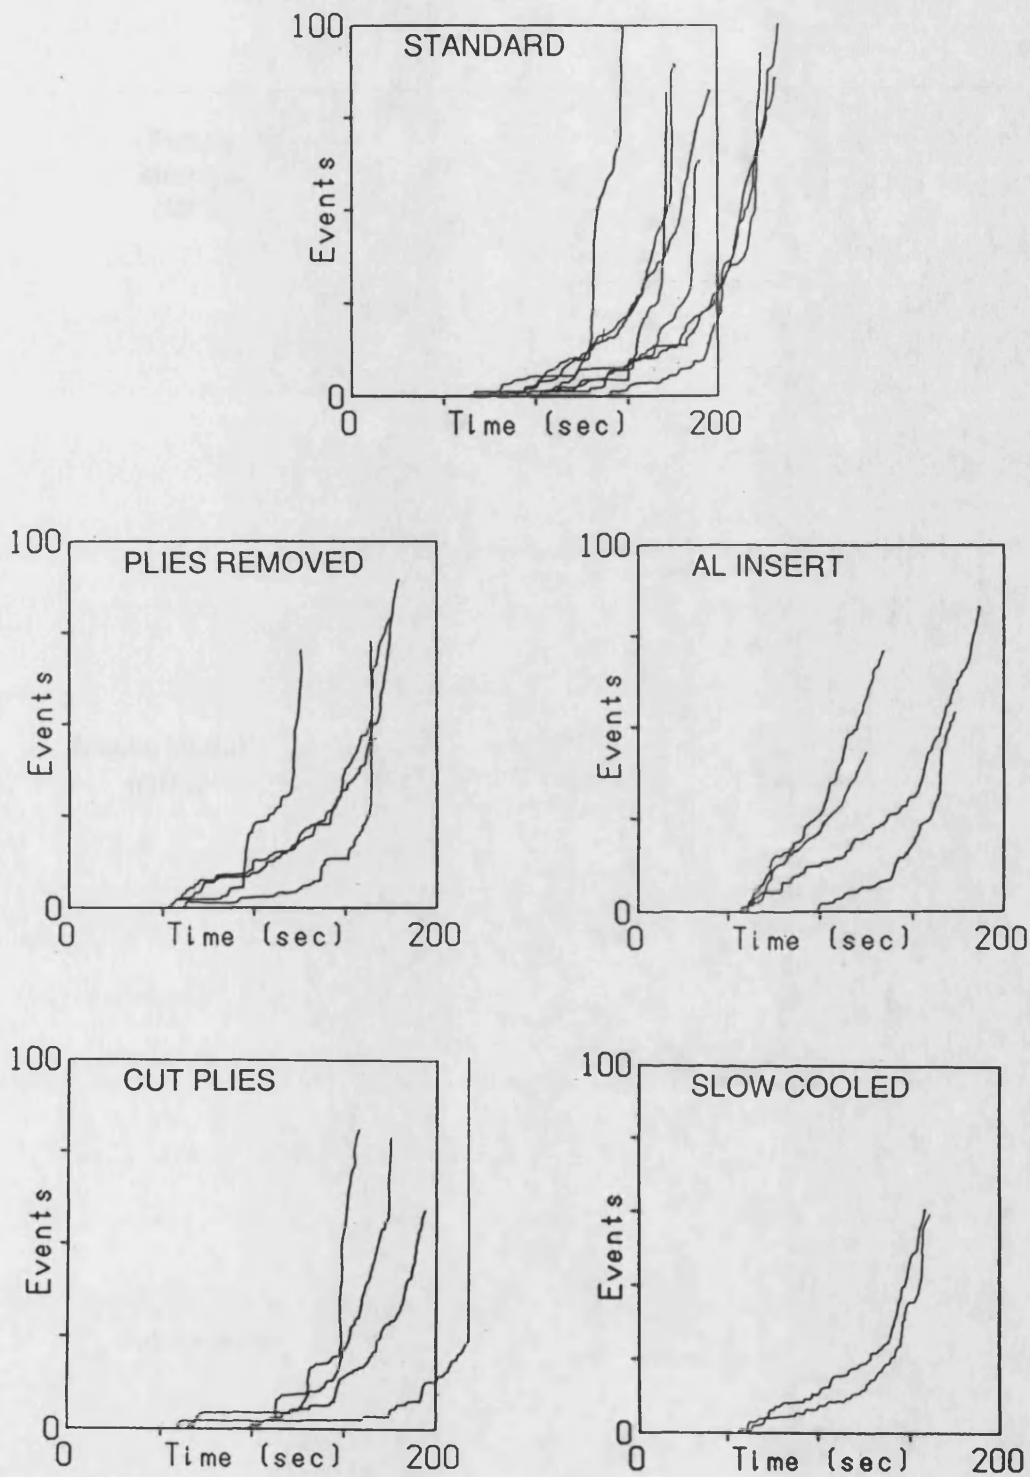 100
STANDARD
Events
0
0 Time (sec) 200
100
PLIES REMOVED
Events
0
0 Time (sec) 200
100
AL INSERT
Events
0
0 Time (sec) 200
100
CUT PLIES
Events
0
0 Time (sec) 200
100
SLOW COOLED
Events
0
0 Time (sec) 200